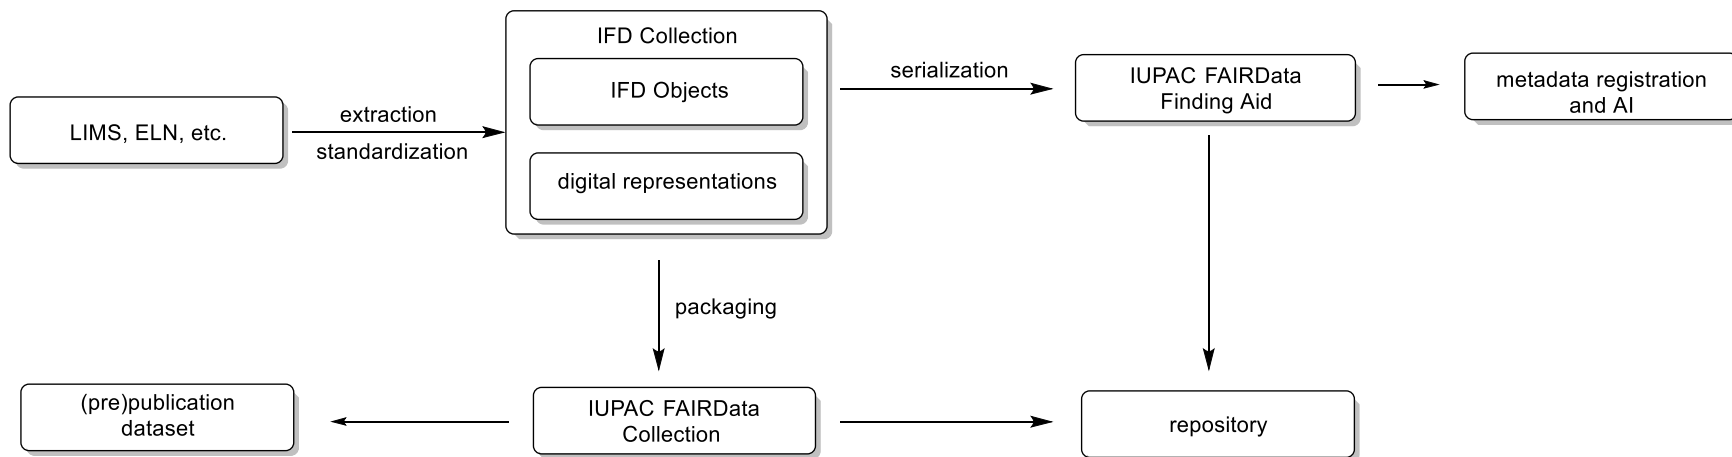 IFD Collection
IFD Objects
digital representations
LIMS, ELN, etc.
extraction
standardization
serialization
IUPAC FAIRData
Finding Aid
metadata registration
and AI
packaging
(pre)publication
dataset
IUPAC FAIRData
Collection
repository